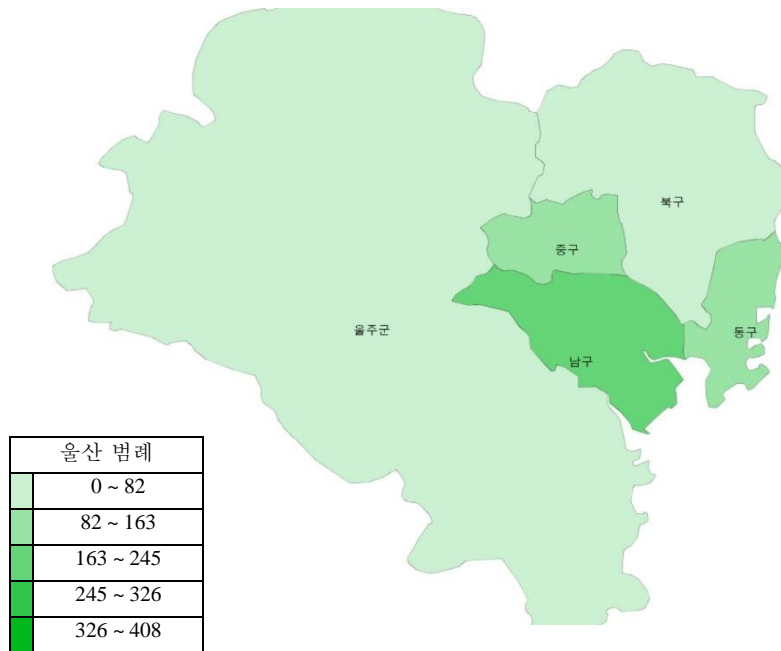 북구
중구
울주군
동구
남구
울산 범례
0 ~ 82
82 ~ 163
163 ~ 245
245 ~ 326
326 ~ 408